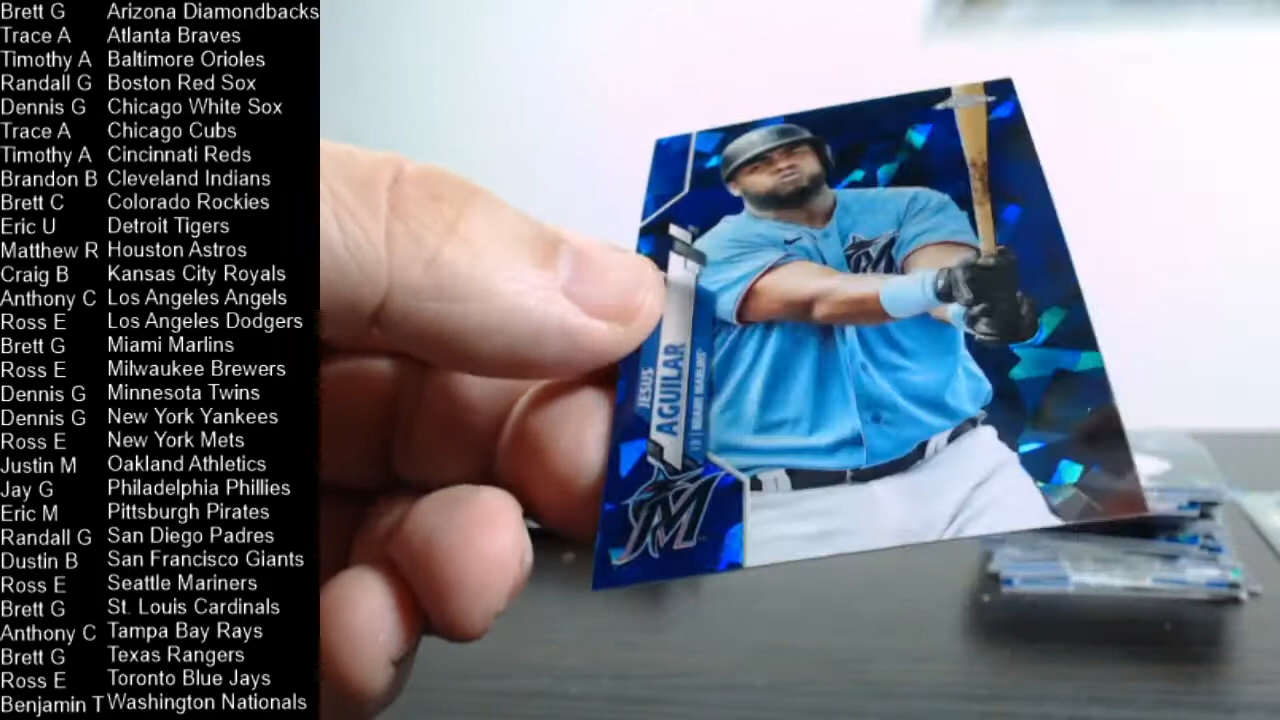 Brett G Arizona Diamondbacks
Trace A Atlanta Braves
Timothy A Baltimore Orioles
Randall G Boston Red Sox
Dennis G Chicago White Sox
Trace A Chicago Cubs
Timothy A Cincinnati Reds
Brandon B Cleveland Indians
Brett C Colorado Rockies
Eric U Detroit Tigers
Matthew R Houston Astros
Craig B Kansas City Royals
Anthony C Los Angeles Angels
Ross E Los Angeles Dodgers
Brett G Miami Marlins
Ross E Milwaukee Brewers
Dennis G Minnesota Twins
Dennis G New York Yankees
Ross E New York Mets
Justin M Oakland Athletics
Jay G Philadelphia Phillies
Eric M Pittsburgh Pirates
Randall G San Diego Padres
Dustin B San Francisco Giants
Ross E Seattle Mariners
Brett G St. Louis Cardinals
Anthony C Tampa Bay Rays
Brett G Texas Rangers
Ross E Toronto Blue Jays
Benjamin T Washington Nationals
JESUS
AGUILAR
MIAMI MARLINS
M